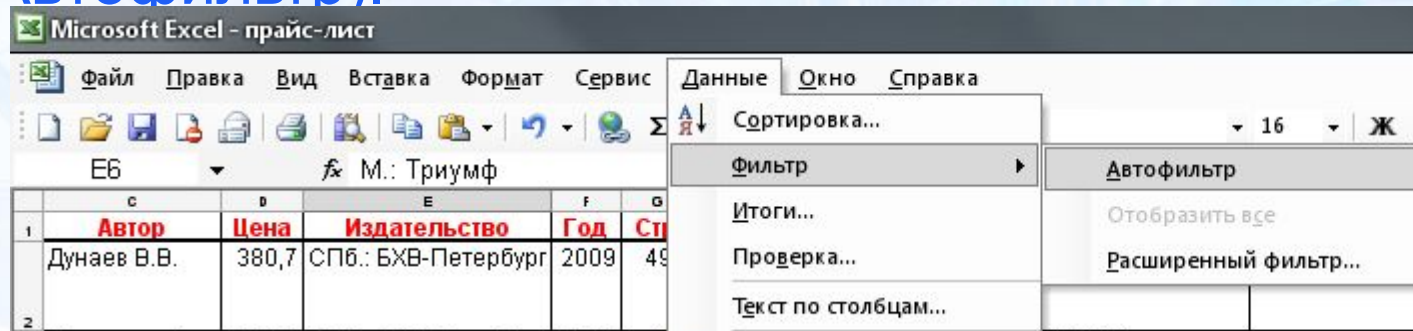 Автофильтр).
Microsoft Excel - прайс-лист
Файл Правка Вид Вставка Формат Сервис Данные Окно Справка
Σ А Я Сортировка... 16 Ж
E6 fx М.: Триумф Фильтр Автофильтр
C D E F G Итоги... Отобразить все
1 Автор Цена Издательство Год
Дунаев В.В. 380,7 СПб.: БХВ-Петербург 2009 49 Проверка... Расширенный фильтр...
2 Текст по столбцам...